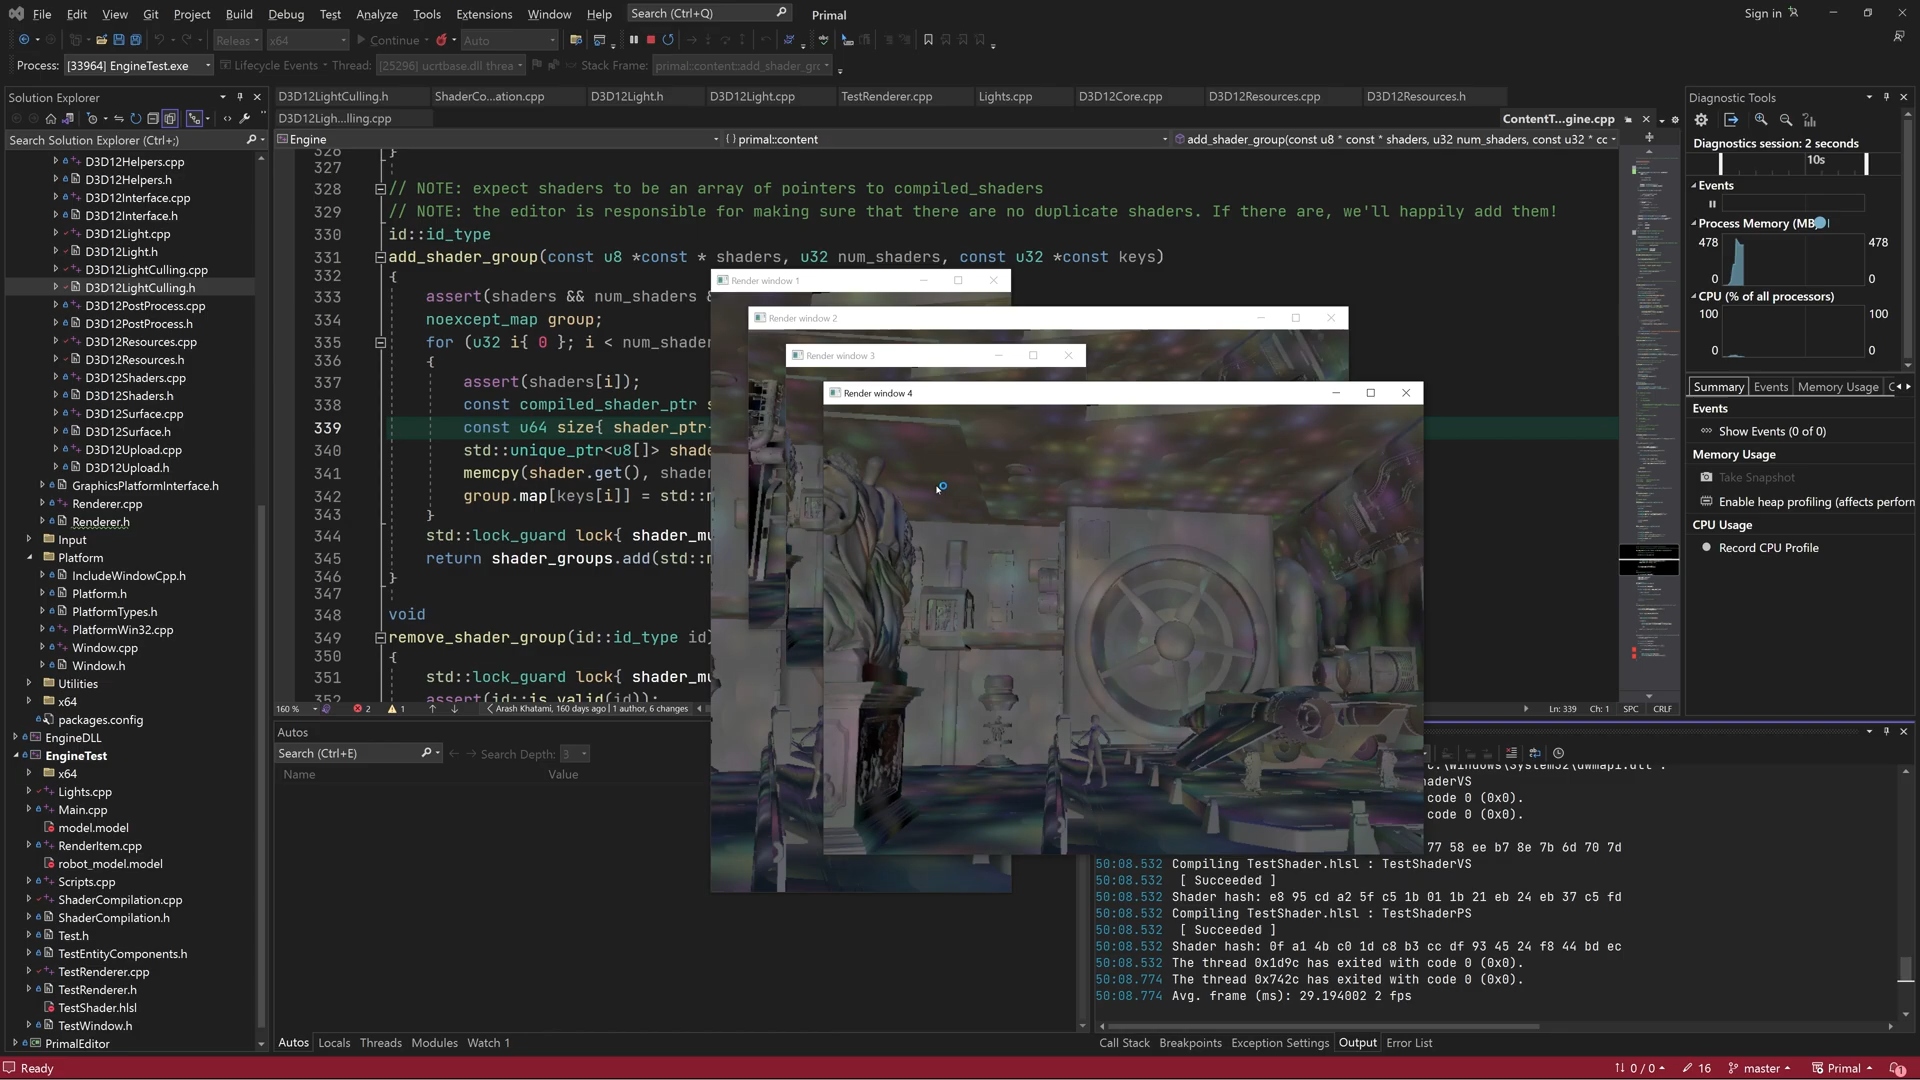 File Edit View Git Project Build Debug Test Analyze Tools Extensions Window Help Search (Ctrl+Q) Primal Sign in
Releas x64 Continue Auto
Process: [33964] EngineTest.exe Lifecycle Events Thread: [25296] ucrtbase.dll thread Stack Frame: primal::content::add_shader_gr
Solution Explorer
Search Solution Explorer (Ctrl+;)
D3D12Helpers.cpp
D3D12Helpers.h
D3D12Interface.cpp
D3D12Interface.h
D3D12Light.cpp
D3D12Light.h
D3D12LightCulling.cpp
D3D12LightCulling.h
D3D12PostProcess.cpp
D3D12PostProcess.h
D3D12Resources.cpp
D3D12Resources.h
D3D12Shaders.cpp
D3D12Shaders.h
D3D12Surface.cpp
D3D12Surface.h
D3D12Upload.cpp
D3D12Upload.h
GraphicsPlatformInterface.h
Renderer.cpp
Renderer.h
Input
Platform
IncludeWindowCpp.h
Platform.h
PlatformTypes.h
PlatformWin32.cpp
Window.cpp
Window.h
Utilities
x64
packages.config
EngineDLL
EngineTest
x64
Lights.cpp
Main.cpp
model.model
RenderItem.cpp
robot_model.model
Scripts.cpp
ShaderCompilation.cpp
ShaderCompilation.h
Test.h
TestEntityComponents.h
TestRenderer.cpp
TestRenderer.h
TestShader.hlsl
TestWindow.h
PrimalEditor
D3D12LightCulling.h ShaderCo...ation.cpp D3D12Light.h D3D12Light.cpp TestRenderer.cpp Lights.cpp D3D12Core.cpp D3D12Resources.cpp D3D12Resources.h
D3D12Ligh...lling.cpp ContentT...gine.cpp
Engine primal::content add_shader_group(const u8 * const * shaders, u32 num_shaders, const u32 * cc
326 }
327
328 // NOTE: expect shaders to be an array of pointers to compiled_shaders
329 // NOTE: the editor is responsible for making sure that there are no duplicate shaders. If there are, we'll happily add them!
330 id::id_type
331 add_shader_group(const u8 *const * shaders, u32 num_shaders, const u32 *const keys)
332 {
333 assert(shaders && num_shaders &
334 noexcept_map group;
335 for (u32 i{ 0 }; i < num_shader
336 {
337 assert(shaders[i]);
338 const compiled_shader_ptr s
339 const u64 size{ shader_ptr-
340 std::unique_ptr<u8[]> shade
341 memcpy(shader.get(), shader
342 group.map[keys[i]] = std::m
343 }
344 std::lock_guard lock{ shader_mu
345 return shader_groups.add(std::m
346 }
347
348 void
349 remove_shader_group(id::id_type id)
350 {
351 std::lock_guard lock{ shader_mu
352 assert(id::is_valid(id));
160 % 2 1 Arash Khatami, 160 days ago | 1 author, 6 changes Ln: 339 Ch: 1 SPC CRLF
Render window 1
Render window 2
Render window 3
Render window 4
Autos
Search (Ctrl+E) Search Depth: 3
Name Value
Autos Locals Threads Modules Watch 1
Diagnostic Tools
Diagnostics session: 2 seconds
10s
Events
Process Memory (MB)
478 478
0 0
CPU (% of all processors)
100 100
0 0
Summary Events Memory Usage C
Events
Show Events (0 of 0)
Memory Usage
Take Snapshot
Enable heap profiling (affects perform
CPU Usage
Record CPU Profile
aderVS
code 0 (0x0).
code 0 (0x0).
77 58 ee b7 8e 7b 6d 70 7d
50:08.532 Compiling TestShader.hlsl : TestShaderVS
50:08.532 [ Succeeded ]
50:08.532 Shader hash: e8 95 cd a2 5f c5 1b 01 1b 21 eb 24 eb 37 c5 fd
50:08.532 Compiling TestShader.hlsl : TestShaderPS
50:08.532 [ Succeeded ]
50:08.532 Shader hash: 0f a1 4b c0 1d c8 b3 cc df 93 45 24 f8 44 bd ec
50:08.532 The thread 0x1d9c has exited with code 0 (0x0).
50:08.774 The thread 0x742c has exited with code 0 (0x0).
50:08.774 Avg. frame (ms): 29.194002 2 fps
Call Stack Breakpoints Exception Settings Output Error List
Ready 0 / 0 16 master Primal 1